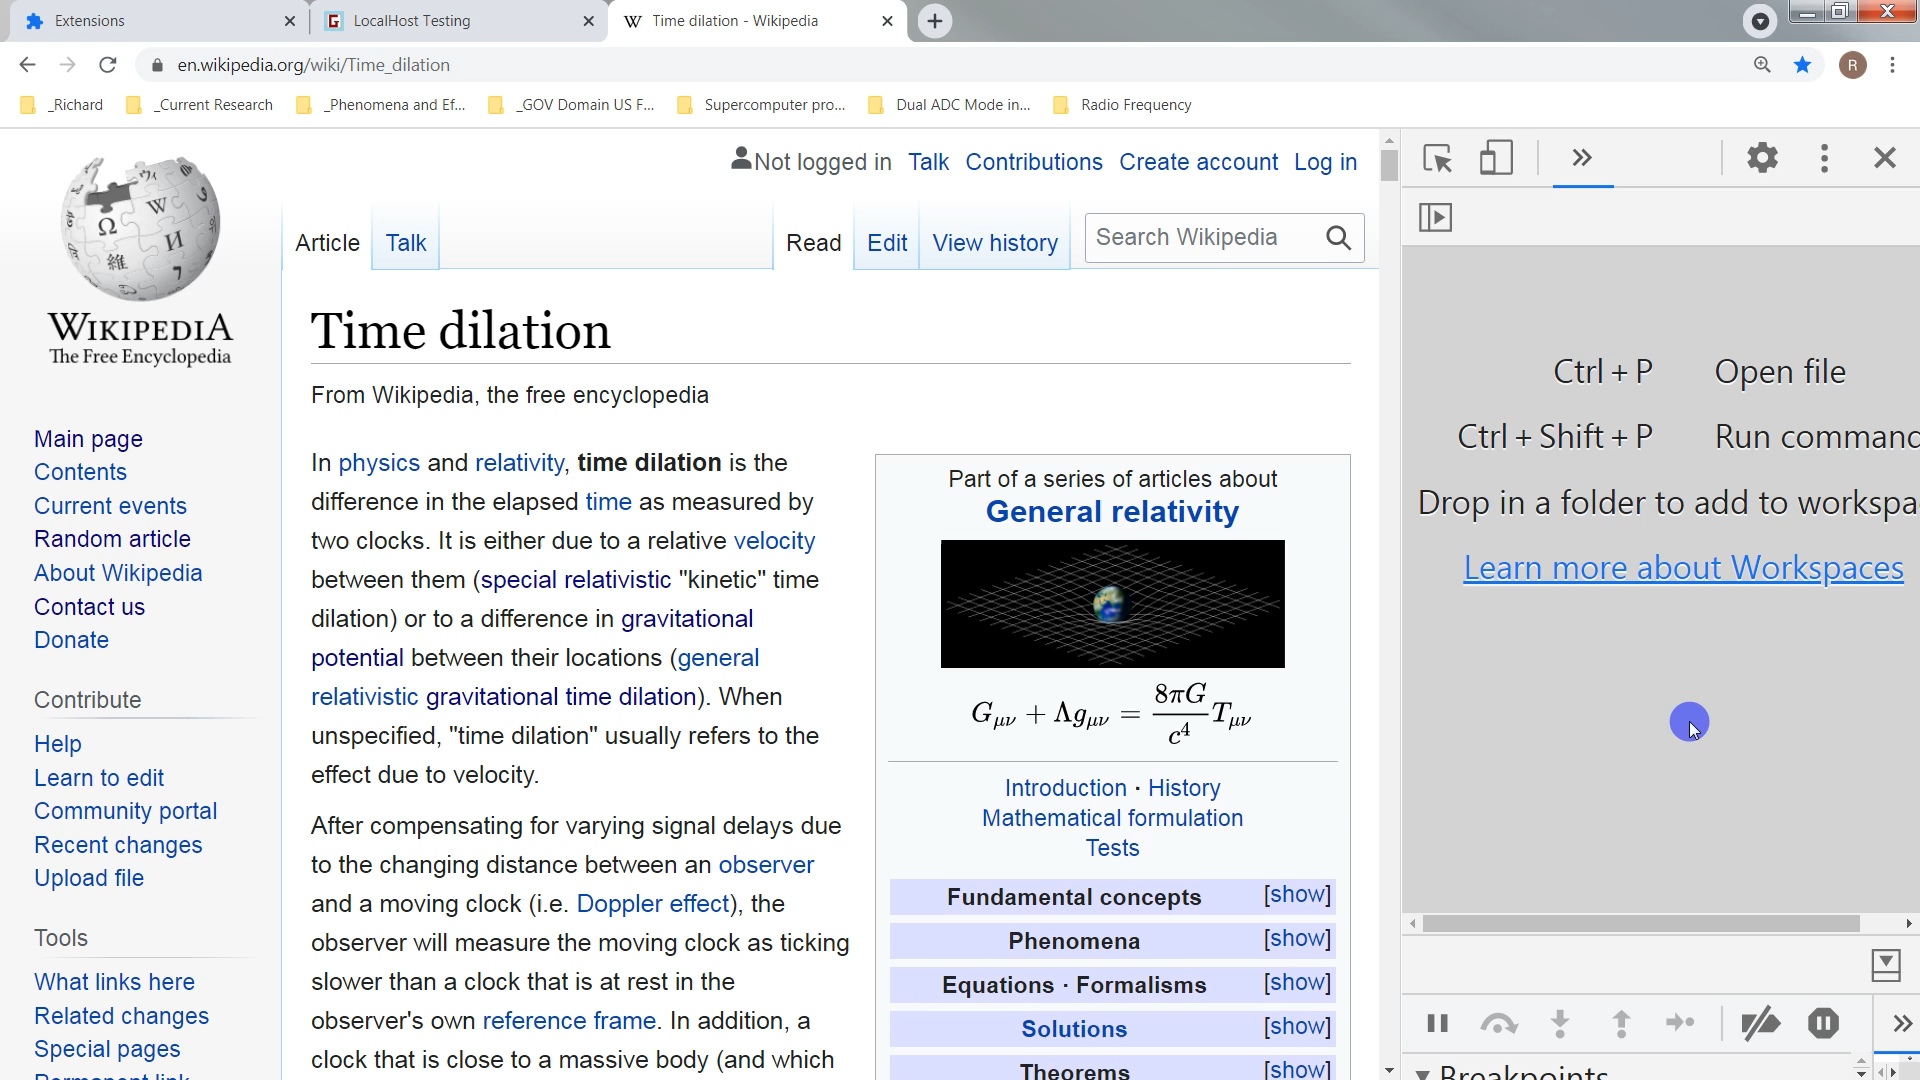 Extensions
LocalHost Testing
Time dilation - Wikipedia
en.wikipedia.org/wiki/Time_dilation
R
_Richard
_Current Research
_Phenomena and Ef...
_GOV Domain US F...
Supercomputer pro...
Dual ADC Mode in...
Radio Frequency
Not logged in Talk Contributions Create account Log in
Article Talk
Read Edit View history
Search Wikipedia
WIKIPEDIA
The Free Encyclopedia
Main page
Contents
Current events
Random article
About Wikipedia
Contact us
Donate
Contribute
Help
Learn to edit
Community portal
Recent changes
Upload file
Tools
What links here
Related changes
Special pages
Time dilation
From Wikipedia, the free encyclopedia
In physics and relativity, time dilation is the
difference in the elapsed time as measured by
two clocks. It is either due to a relative velocity
between them (special relativistic "kinetic" time
dilation) or to a difference in gravitational
potential between their locations (general
relativistic gravitational time dilation). When
unspecified, "time dilation" usually refers to the
effect due to velocity.
After compensating for varying signal delays due
to the changing distance between an observer
and a moving clock (i.e. Doppler effect), the
observer will measure the moving clock as ticking
slower than a clock that is at rest in the
observer's own reference frame. In addition, a
clock that is close to a massive body (and which
Part of a series of articles about
General relativity
Gμν + Λgμν = 8πG/c⁴ Tμν
Introduction · History
Mathematical formulation
Tests
Fundamental concepts [show]
Phenomena [show]
Equations · Formalisms [show]
Solutions [show]
Theorems [show]
Ctrl + P Open file
Ctrl + Shift + P Run command
Drop in a folder to add to workspa
Learn more about Workspaces
Breakpoints